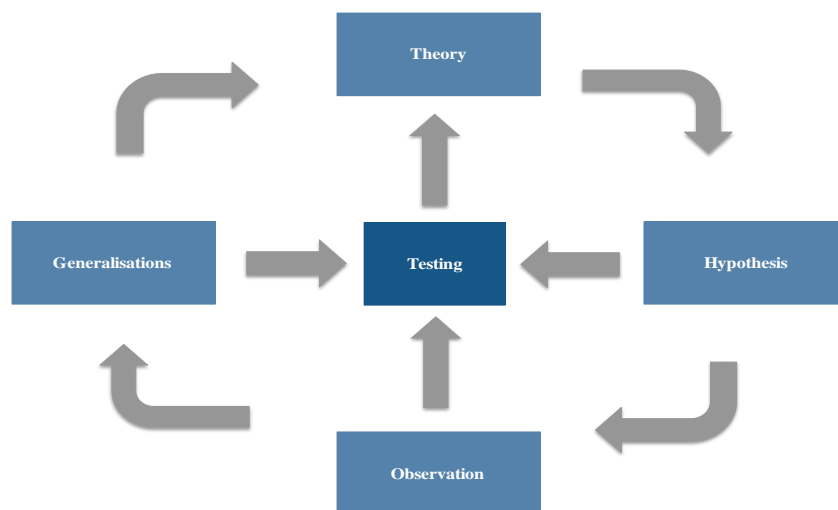 Theory
Generalisations
Testing
Hypothesis
Observation